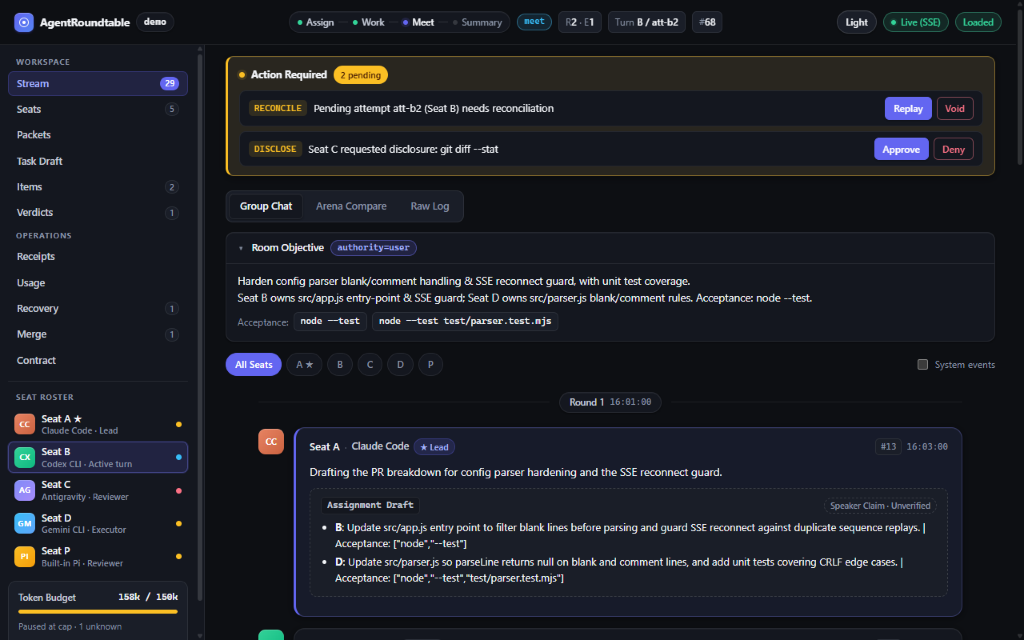 AgentRoundtable demo
Assign Work Meet Summary
meet
R2 · E1
Turn B / att-b2
#68
Light
Live (SSE)
Loaded
WORKSPACE
Stream 29
Seats 5
Packets
Task Draft
Items 2
Verdicts 1
OPERATIONS
Receipts
Usage
Recovery 1
Merge 1
Contract
SEAT ROSTER
CC Seat A ★
Claude Code · Lead
CX Seat B
Codex CLI · Active turn
AG Seat C
Antigravity · Reviewer
GM Seat D
Gemini CLI · Executor
PI Seat P
Built-in Pi · Reviewer
Token Budget 158k / 150k
Paused at cap · 1 unknown
Action Required 2 pending
RECONCILE Pending attempt att-b2 (Seat B) needs reconciliation Replay Void
DISCLOSE Seat C requested disclosure: git diff --stat Approve Deny
Group Chat Arena Compare Raw Log
▾ Room Objective authority=user
Harden config parser blank/comment handling & SSE reconnect guard, with unit test coverage.
Seat B owns src/app.js entry-point & SSE guard; Seat D owns src/parser.js blank/comment rules. Acceptance: node --test.
Acceptance: node --test node --test test/parser.test.mjs
All Seats A ★ B C D P System events
Round 1 16:01:00
CC Seat A · Claude Code ★ Lead #13 16:03:00
Drafting the PR breakdown for config parser hardening and the SSE reconnect guard.
Assignment Draft Speaker Claim · Unverified
• B: Update src/app.js entry point to filter blank lines before parsing and guard SSE reconnect against duplicate sequence replays. |
Acceptance: ["node","--test"]
• D: Update src/parser.js so parseLine returns null on blank and comment lines, and add unit tests covering CRLF edge cases. |
Acceptance: ["node","--test","test/parser.test.mjs"]